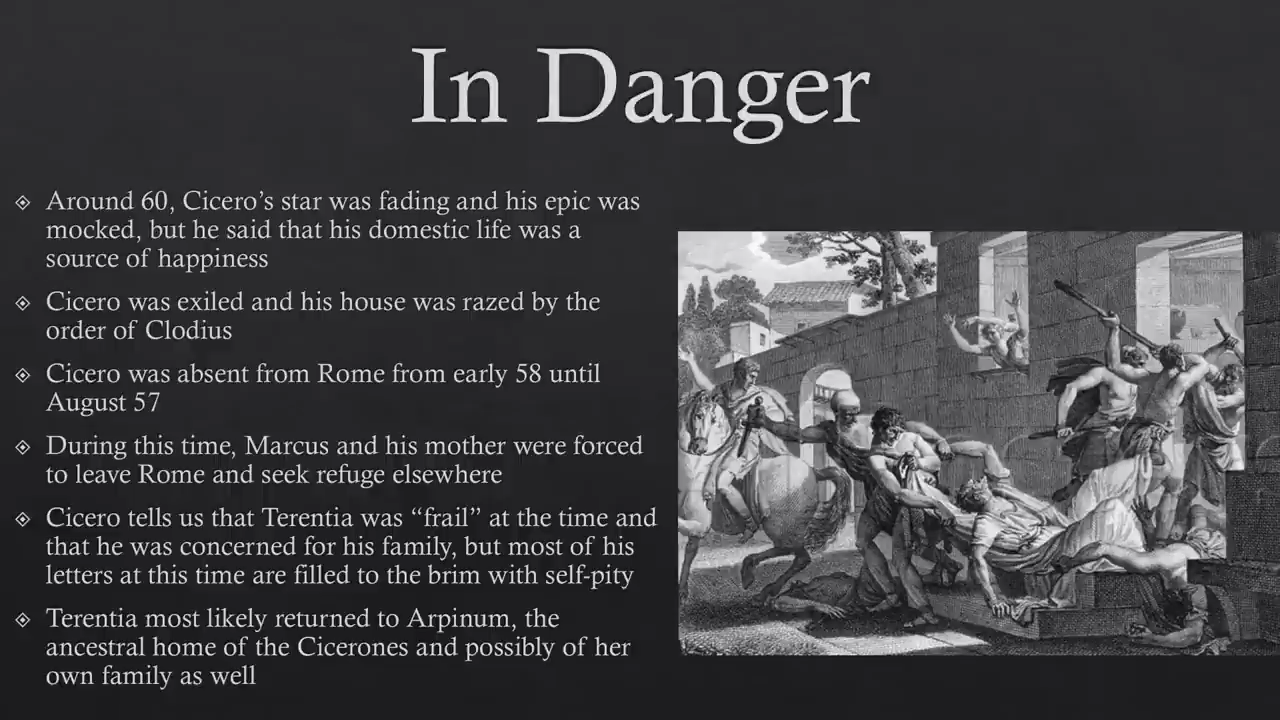 In Danger
Around 60, Cicero’s star was fading and his epic was
mocked, but he said that his domestic life was a
source of happiness
Cicero was exiled and his house was razed by the
order of Clodius
Cicero was absent from Rome from early 58 until
August 57
During this time, Marcus and his mother were forced
to leave Rome and seek refuge elsewhere
Cicero tells us that Terentia was “frail” at the time and
that he was concerned for his family, but most of his
letters at this time are filled to the brim with self-pity
Terentia most likely returned to Arpinum, the
ancestral home of the Cicerones and possibly of her
own family as well